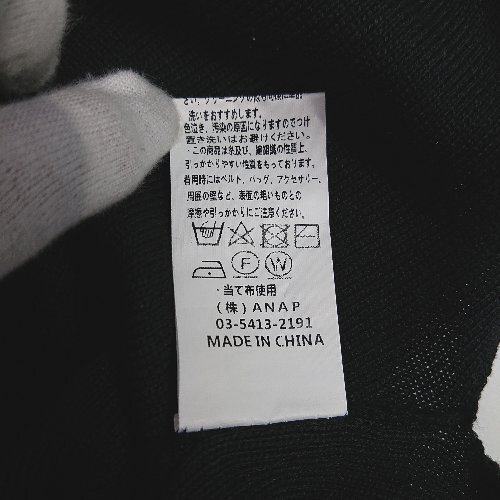 洗いをおすすめします。
色泣き、汚染の原因になりますのでつけ
置き洗いはお避けください。
・この商品は糸及び、編組織の性質上、
引っかかりやすい性質をもっております。
着用時にはベルト、バッグ、アクセサリー、
周囲の壁など、表面の粗いものとの
摩擦や引っかかりにご注意ください。
F W
・当て布使用
(株)ANAP
03-5413-2191
MADE IN CHINA